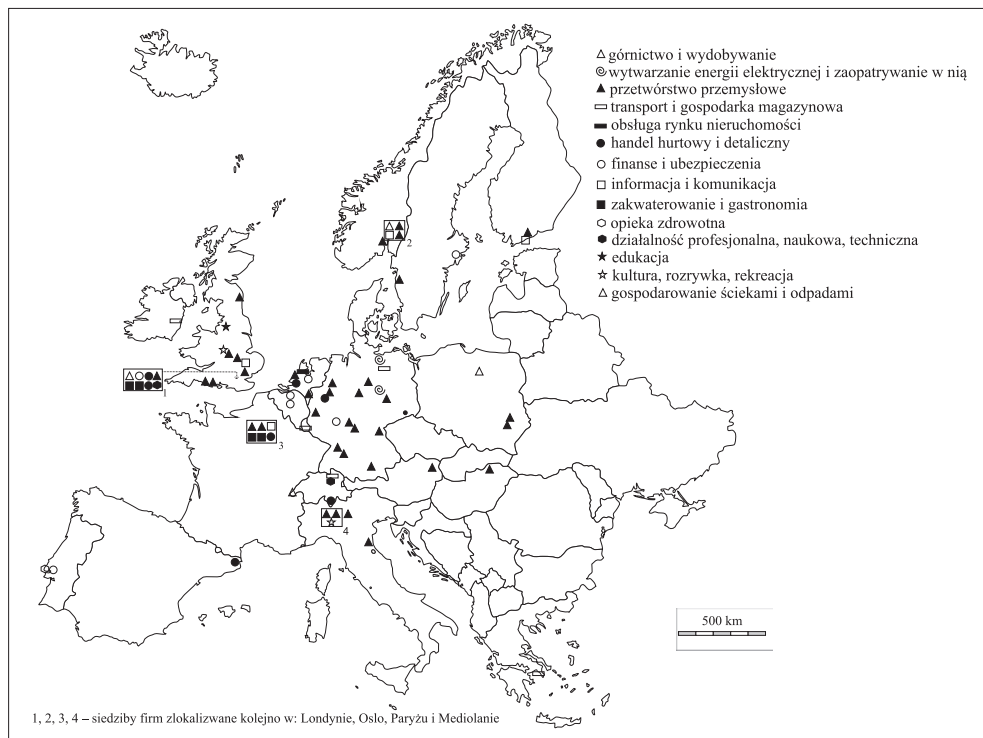 górnictwo i wydobywanie
wytwarzanie energii elektrycznej i zaopatrywanie w nią
przetwórstwo przemysłowe
transport i gospodarka magazynowa
obsługa rynku nieruchomości
handel hurtowy i detaliczny
finanse i ubezpieczenia
informacja i komunikacja
zakwaterowanie i gastronomia
opieka zdrowotna
działalność profesjonalna, naukowa, techniczna
edukacja
kultura, rozrywka, rekreacja
gospodarowanie ściekami i odpadami
2
1
3
4
500 km
1, 2, 3, 4 – siedziby firm zlokalizwane kolejno w: Londynie, Oslo, Paryżu i Mediolanie